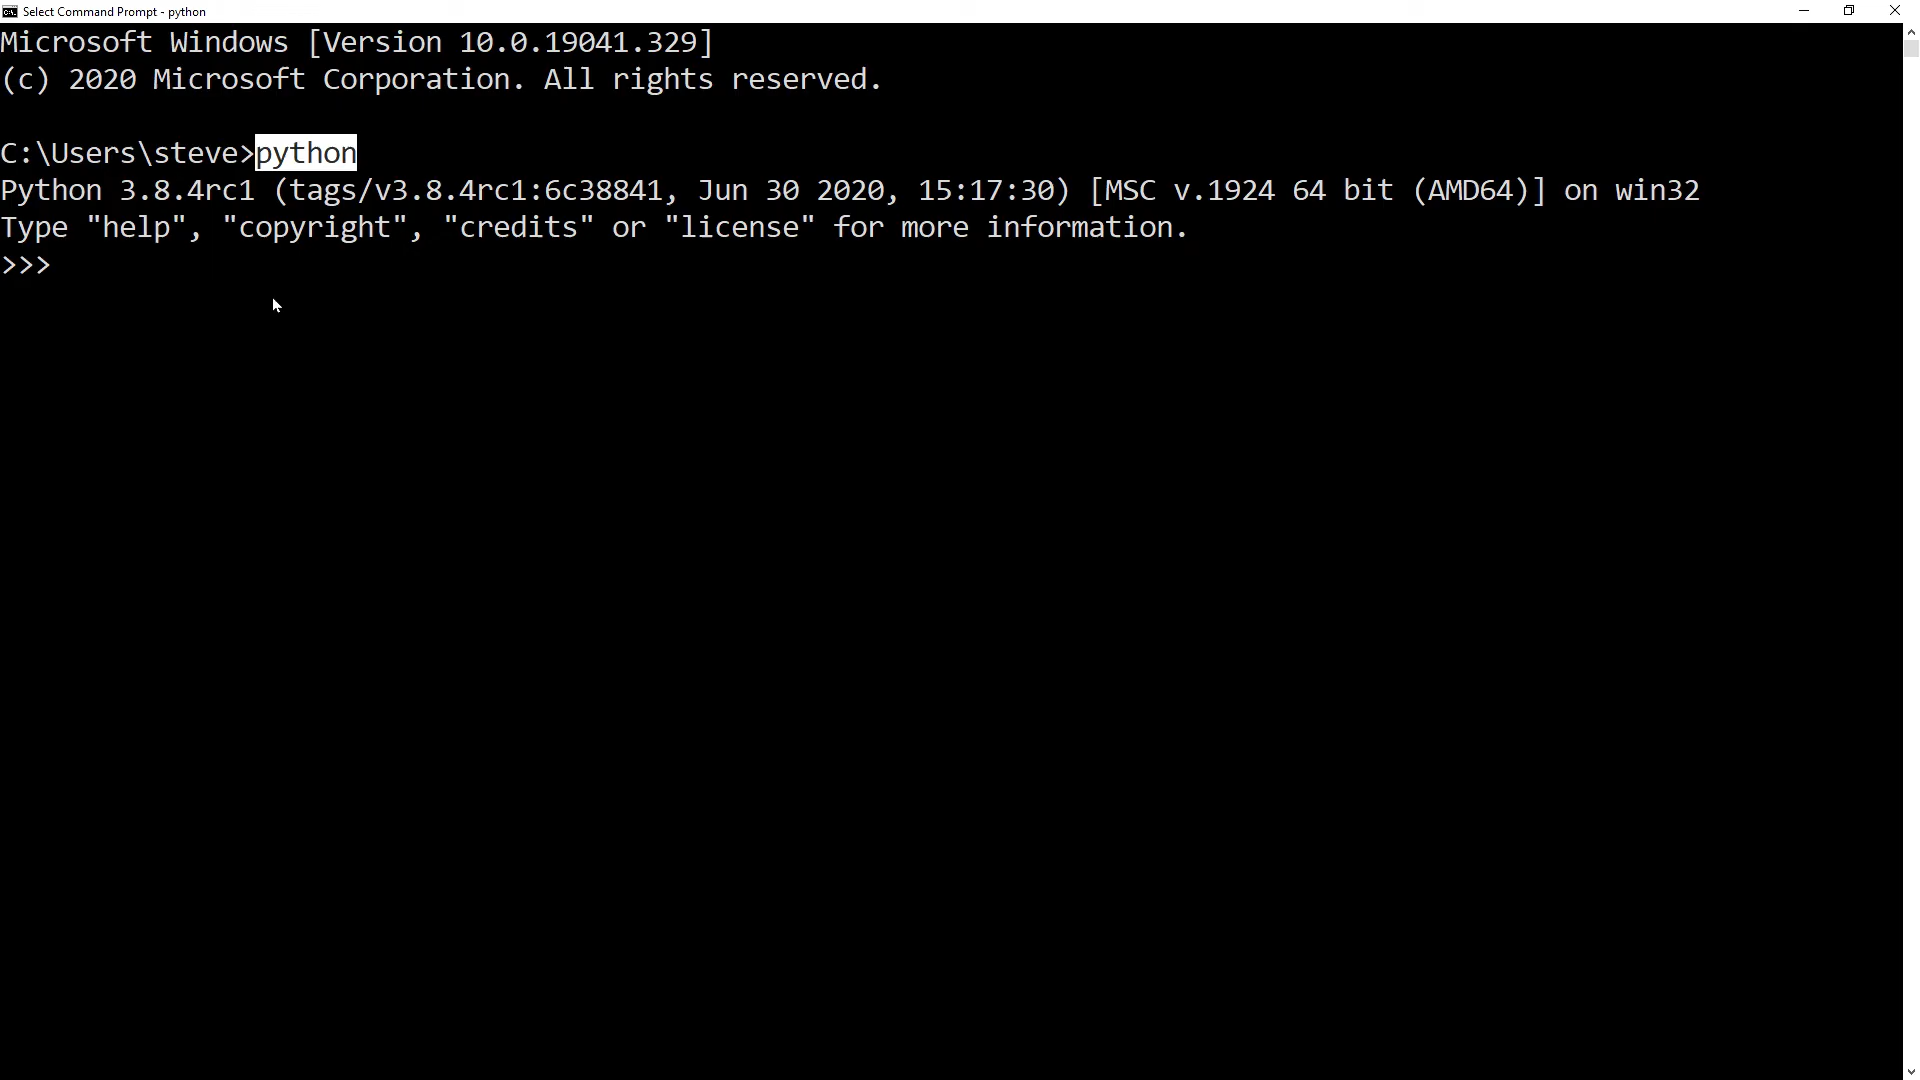 Select Command Prompt - python
Microsoft Windows [Version 10.0.19041.329]
(c) 2020 Microsoft Corporation. All rights reserved.
C:\Users\steve>python
Python 3.8.4rc1 (tags/v3.8.4rc1:6c38841, Jun 30 2020, 15:17:30) [MSC v.1924 64 bit (AMD64)] on win32
Type "help", "copyright", "credits" or "license" for more information.
>>>